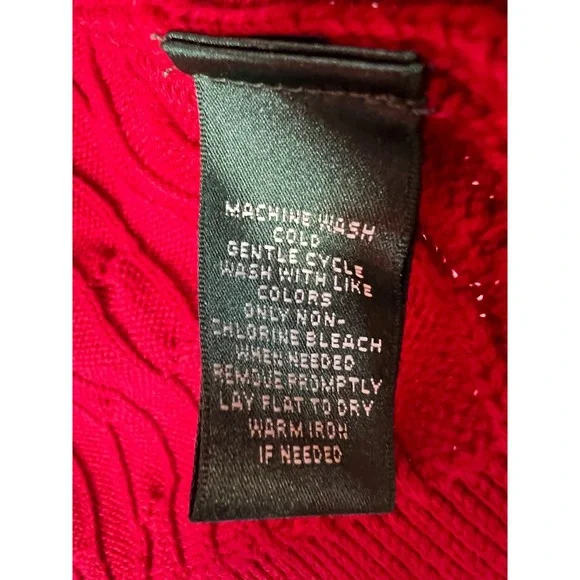 MACHINE WASH
COLD
GENTLE CYCLE
WASH WITH LIKE
COLORS
ONLY NON-
CHLORINE BLEACH
WHEN NEEDED
REMOVE PROMPTLY
LAY FLAT TO DRY
WARM IRON
IF NEEDED